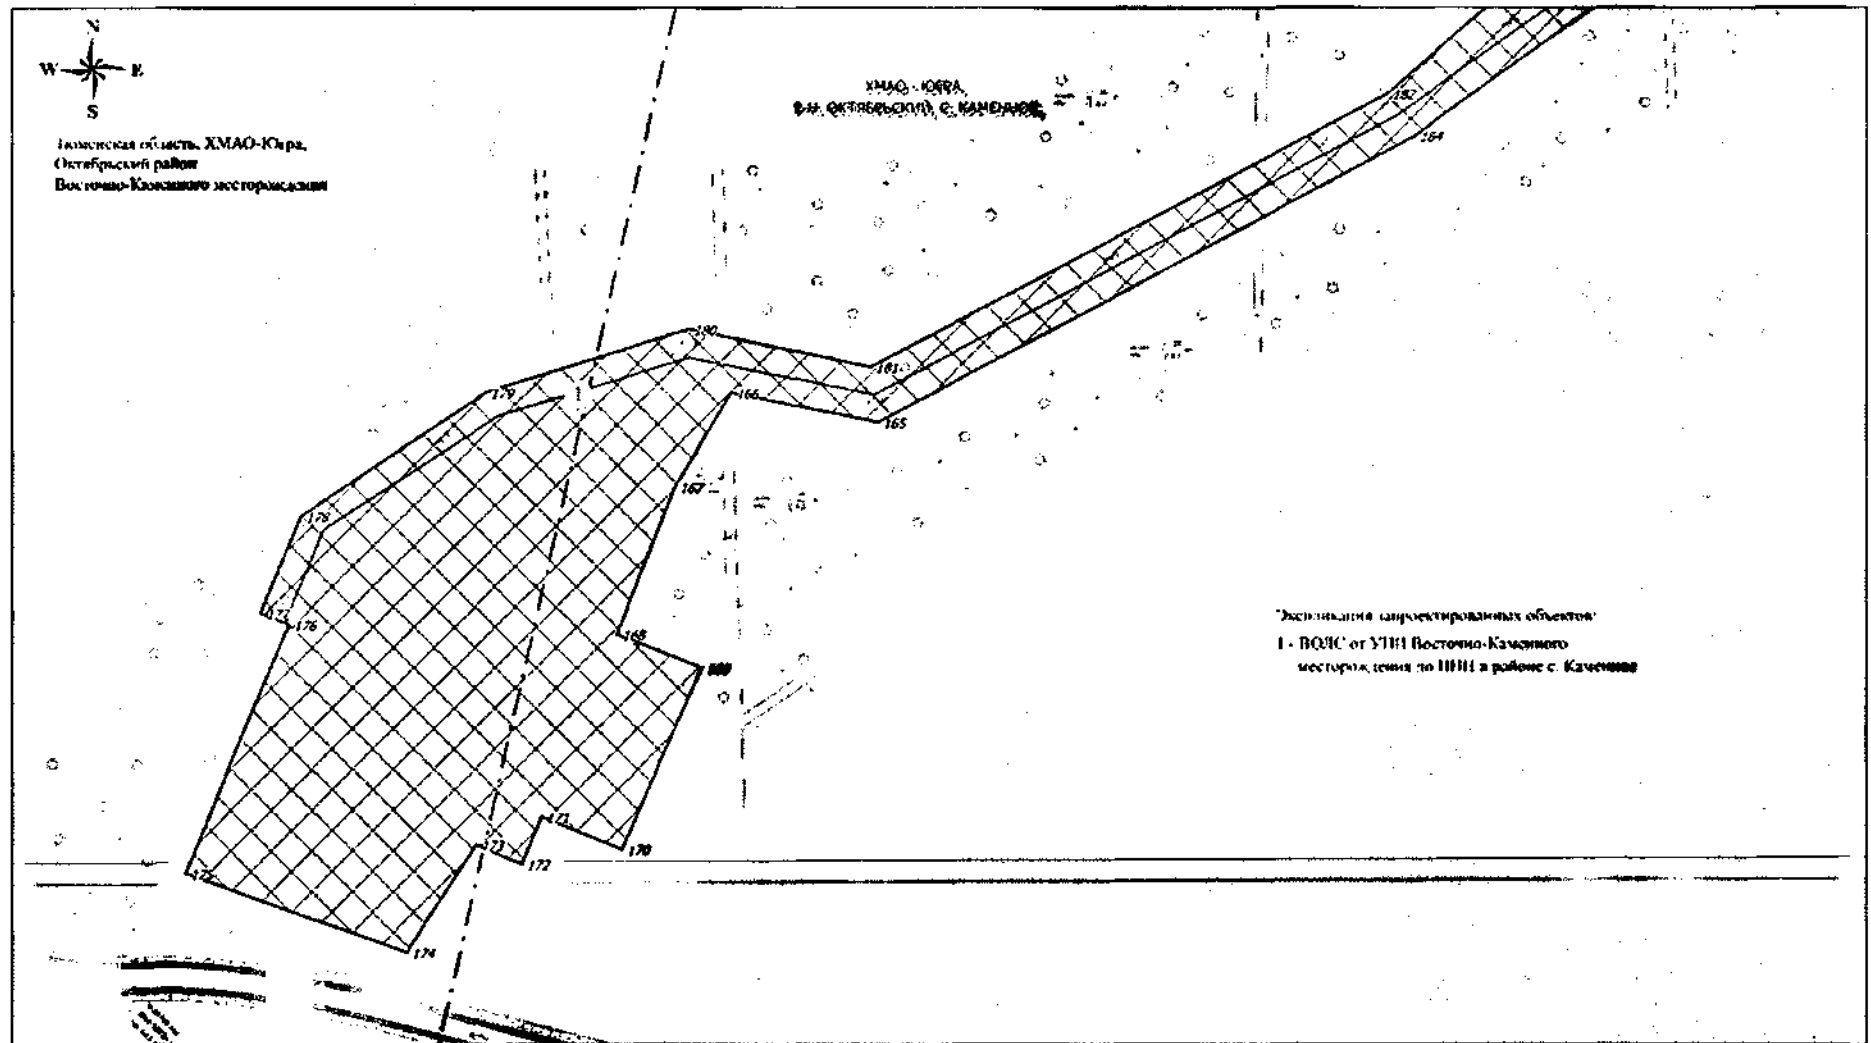 N
W E
S
Тюменская область, ХМАО-Югра,
Октябрьский район
Восточно-Каменного месторождения
ХМАО - ЮГРА,
Р-Н. ОКТЯБРЬСКИЙ, С. КАМЕННОЕ,
182
164
180
181
179
166
165
167
178
177
176
168
Экспликация запроектированных объектов:
1 - ВОЛС от УПН Восточно-Каменного
месторождения до ПНН в районе с. Каменное
1
171
173
172
170
175
174